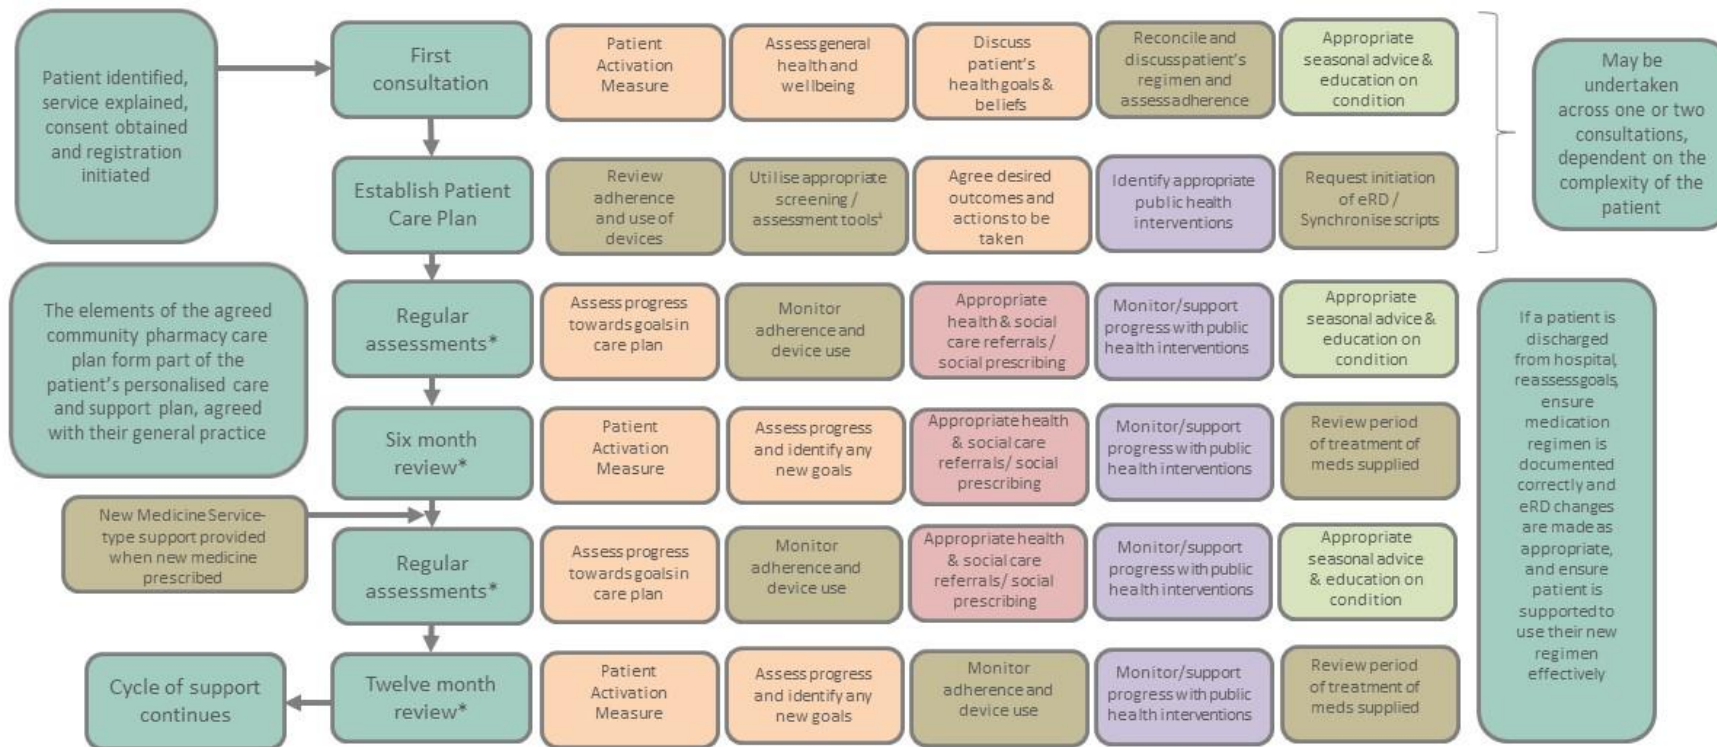 Patient identified,
service explained,
consent obtained
and registration
initiated
First
consultation
Patient
Activation
Measure
Assess general
health and
wellbeing
Discuss
patient's
health goals &
beliefs
Reconcile and
discuss patient's
regimen and
assess adherence
Appropriate
seasonal advice &
education on
condition
May be
undertaken
across one or two
consultations,
dependent on the
complexity of the
patient
Establish Patient
Care Plan
Review
adherence
and use of
devices
Utilise appropriate
screening /
assessment tools
Agree desired
outcomes and
actions to be
taken
Identify appropriate
public health
interventions
Request initiation
of eRD /
Synchronise scripts
The elements of the agreed
community pharmacy care
plan form part of the
patient's personalised care
and support plan, agreed
with their general practice
Regular
assessments*
Assess progress
towards goals in
care plan
Monitor
adherence and
device use
Appropriate
health & social
care referrals /
social prescribing
Monitor/support
progress with public
health interventions
Appropriate
seasonal advice &
education on
condition
If a patient is
discharged
from hospital,
reassess goals,
ensure
medication
regimen is
documented
correctly and
eRD changes
are made as
appropriate,
and ensure
patient is
supported to
use their new
regimen
effectively
Six month
review*
Patient
Activation
Measure
Assess progress
and identify any
new goals
Appropriate health
& social care
referrals/ social
prescribing
Monitor/support
progress with public
health interventions
Review period
of treatment of
meds supplied
New Medicine Service-
type support provided
when new medicine
prescribed
Regular
assessments*
Assess progress
towards goals in
care plan
Monitor
adherence and
device use
Appropriate health
& social care
referrals/ social
prescribing
Monitor/support
progress with public
health interventions
Appropriate
seasonal advice
& education on
condition
Cycle of support
continues
Twelve month
review*
Patient
Activation
Measure
Assess progress
and identify any
new goals
Monitor
adherence and
device use
Monitor/support
progress with public
health interventions
Review period
of treatment of
meds supplied